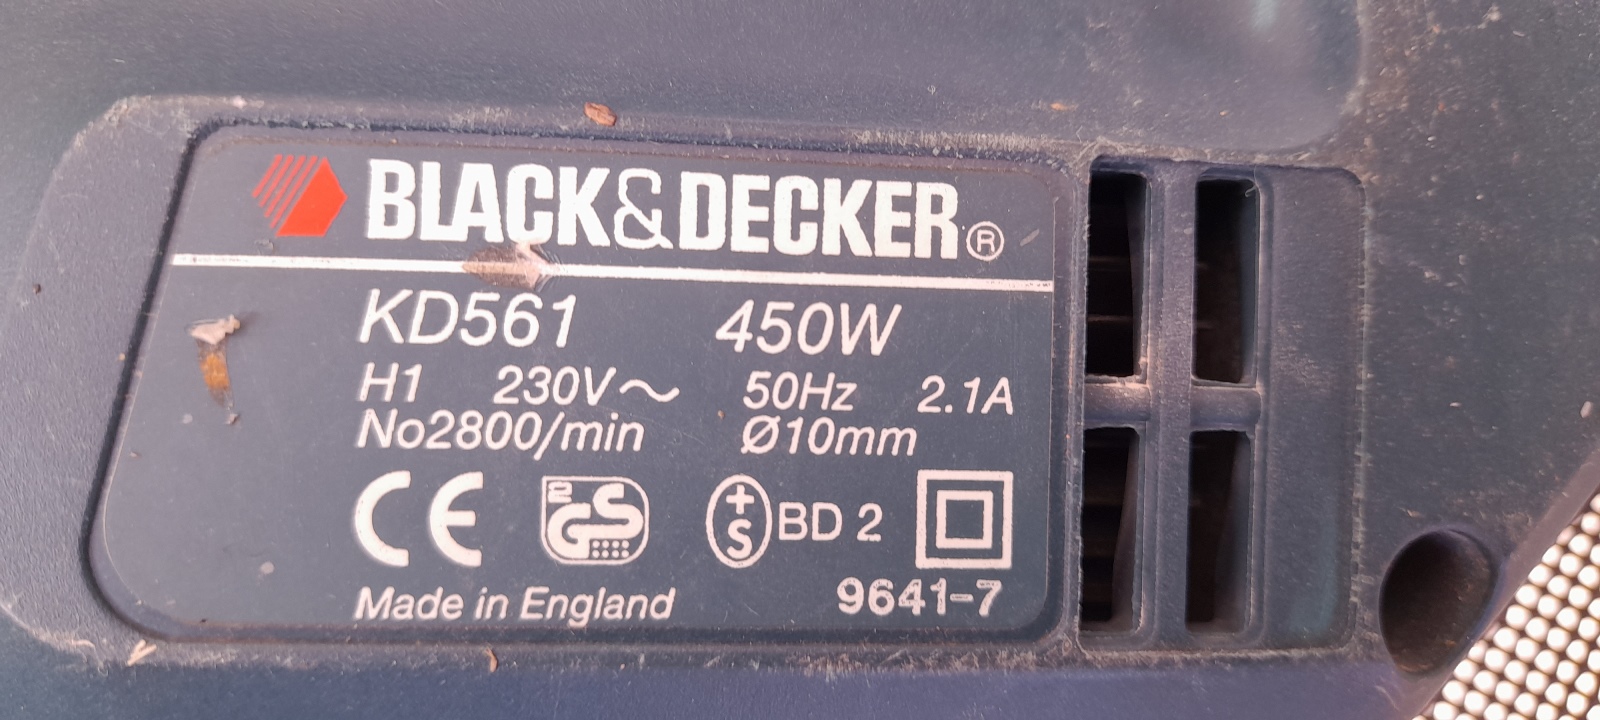 BLACK&DECKER®
KD561 450W
H1 230V~ 50Hz 2.1A
No2800/min Ø10mm
CE GS +S BD 2
Made in England 9641-7